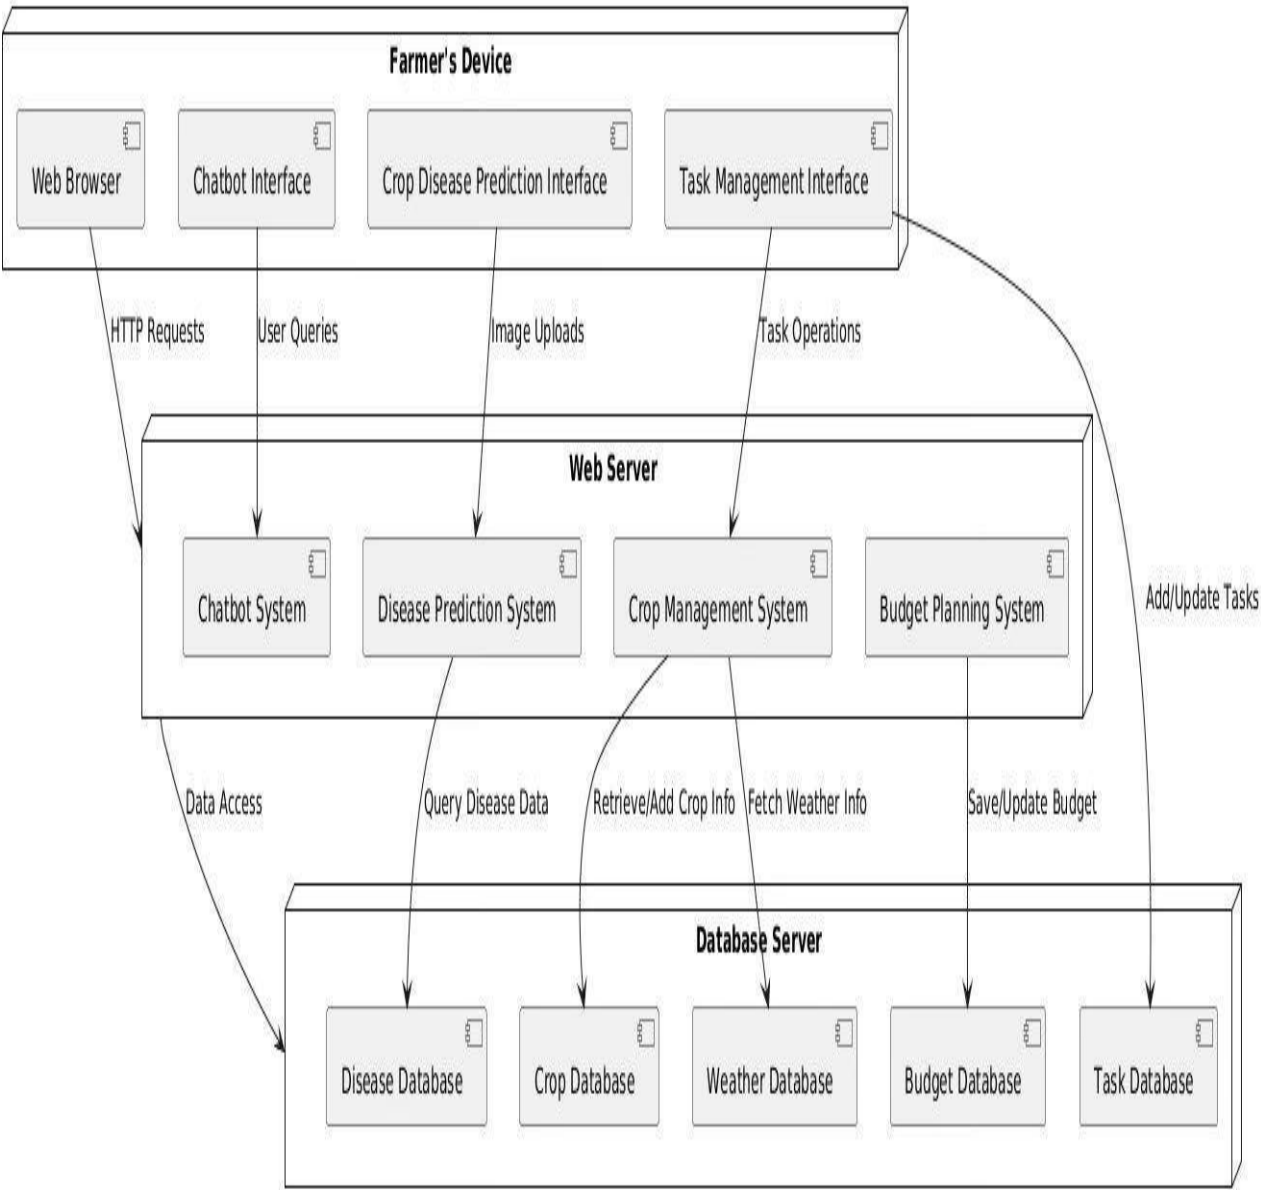 Farmer's Device
Web Browser
Chatbot Interface
Crop Disease Prediction Interface
Task Management Interface
HTTP Requests
User Queries
Image Uploads
Task Operations
Web Server
Chatbot System
Disease Prediction System
Crop Management System
Budget Planning System
Add/Update Tasks
Data Access
Query Disease Data
Retrieve/Add Crop Info
Fetch Weather Info
Save/Update Budget
Database Server
Disease Database
Crop Database
Weather Database
Budget Database
Task Database